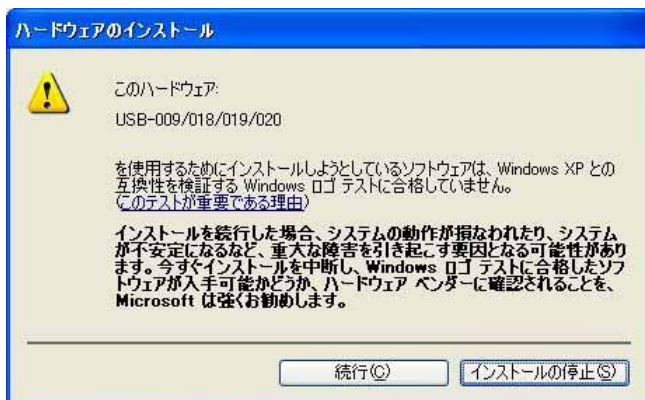 ハードウェアのインストール
このハードウェア:
USB-009/018/019/020
を使用するためにインストールしようとしているソフトウェアは、Windows XP との
互換性を検証する Windows ロゴ テストに合格していません。
(このテストが重要である理由)
インストールを続行した場合、システムの動作が損なわれたり、システム
が不安定になるなど、重大な障害を引き起こす要因となる可能性があり
ます。今すぐインストールを中断し、Windows ロゴ テストに合格したソフ
トウェアが入手可能かどうか、ハードウェア ベンダーに確認されることを、
Microsoft は強くお勧めします。
続行(C)
インストールの停止(S)